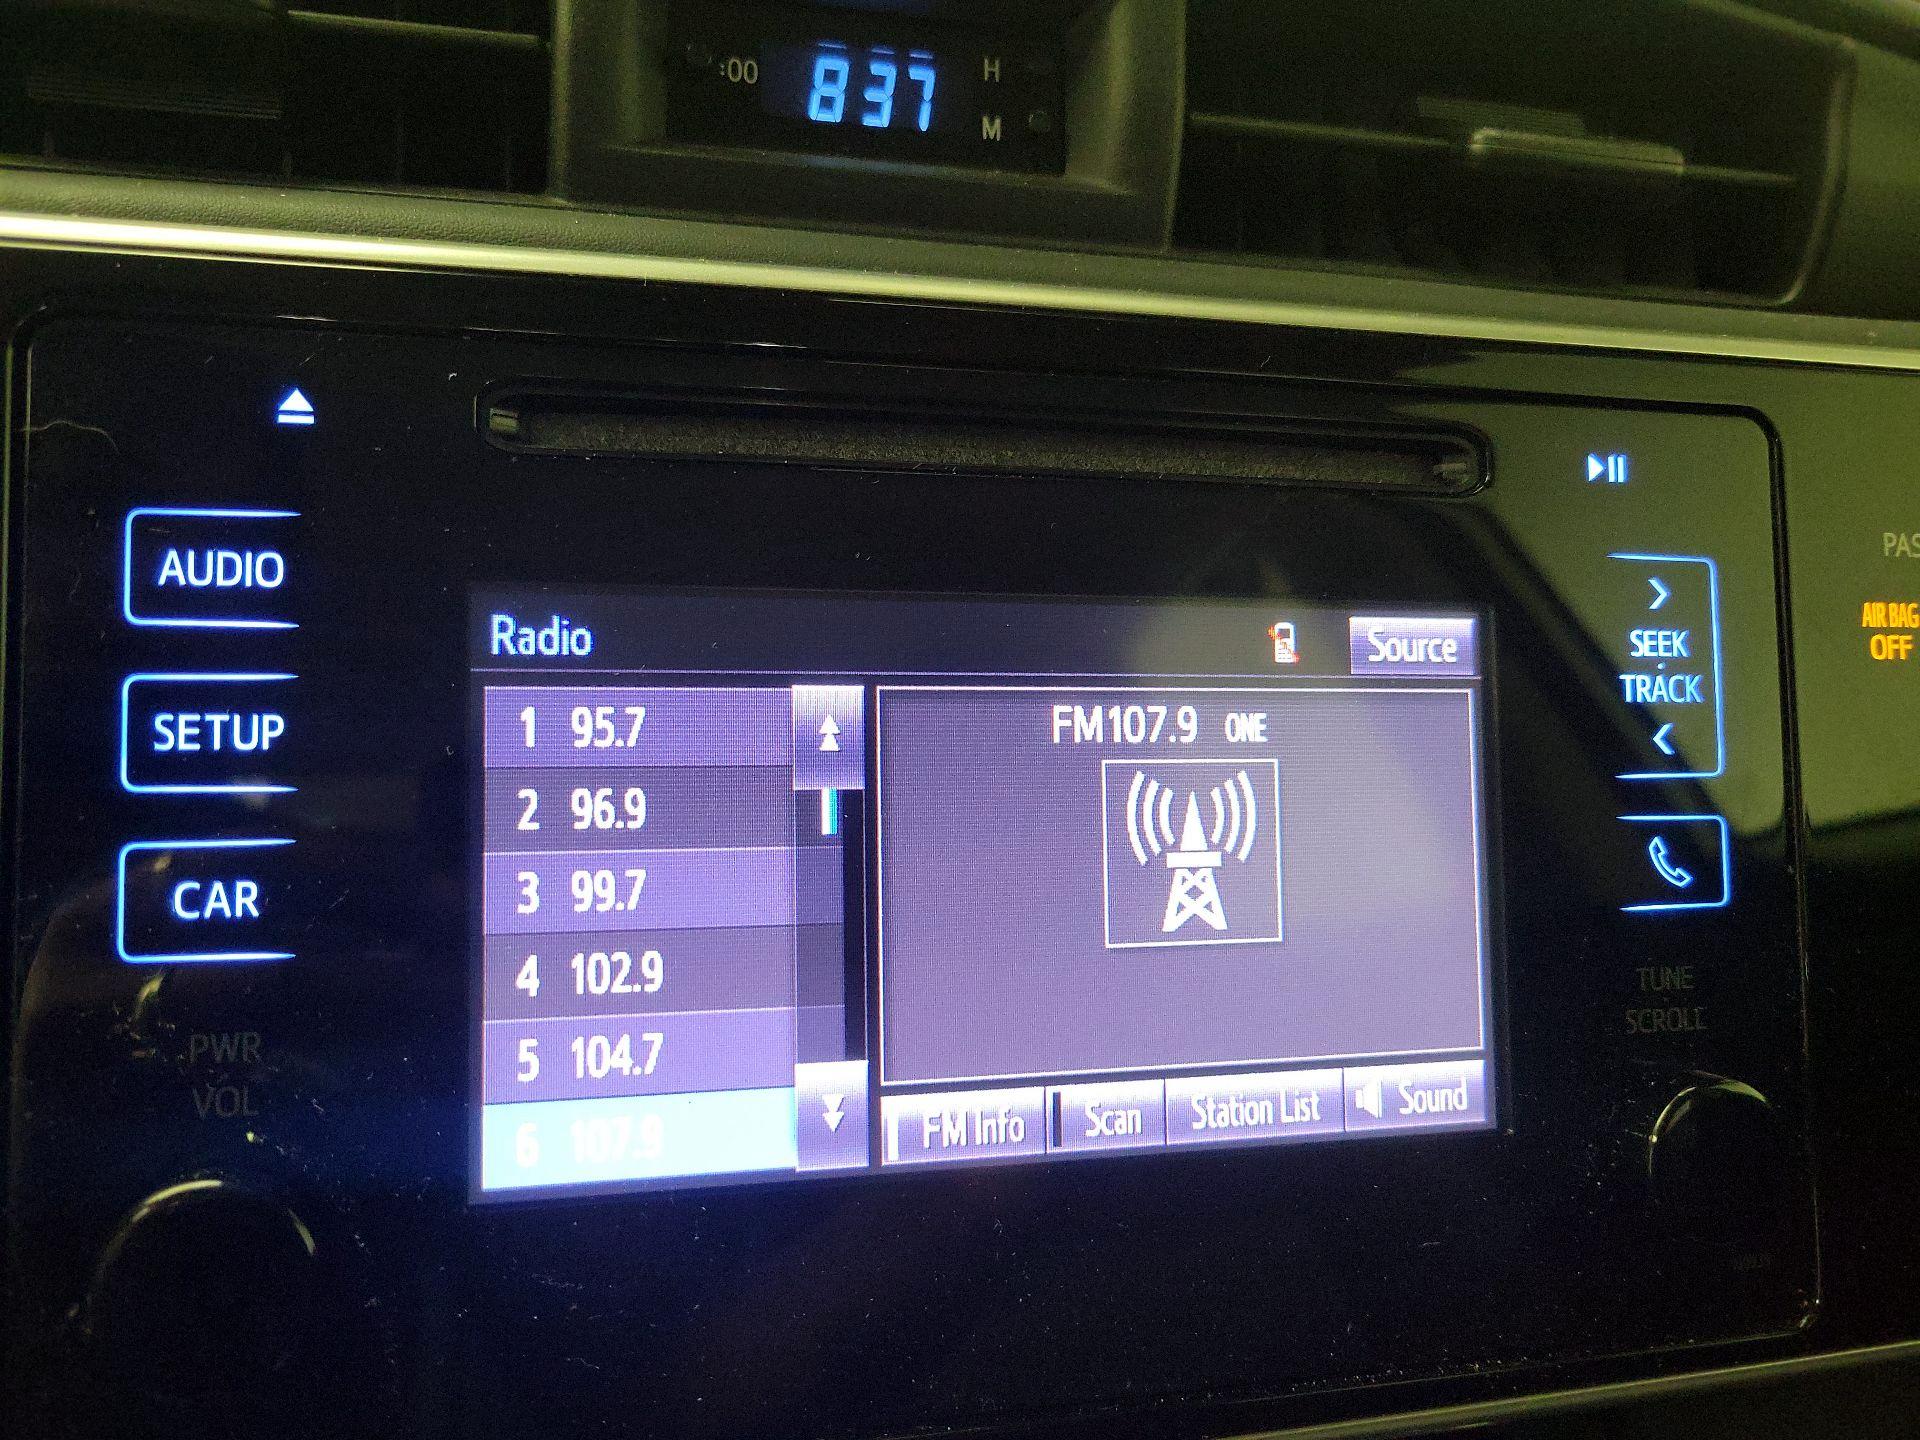 :00 837 H
M
AUDIO
SETUP
CAR
PWR
VOL
Radio Source
1 95.7
2 96.9
3 99.7
4 102.9
5 104.7
6 107.9
FM107.9 ONE
FM Info Scan Station List Sound
SEEK
TRACK
TUNE
SCROLL
PAS
AIR BAG
OFF